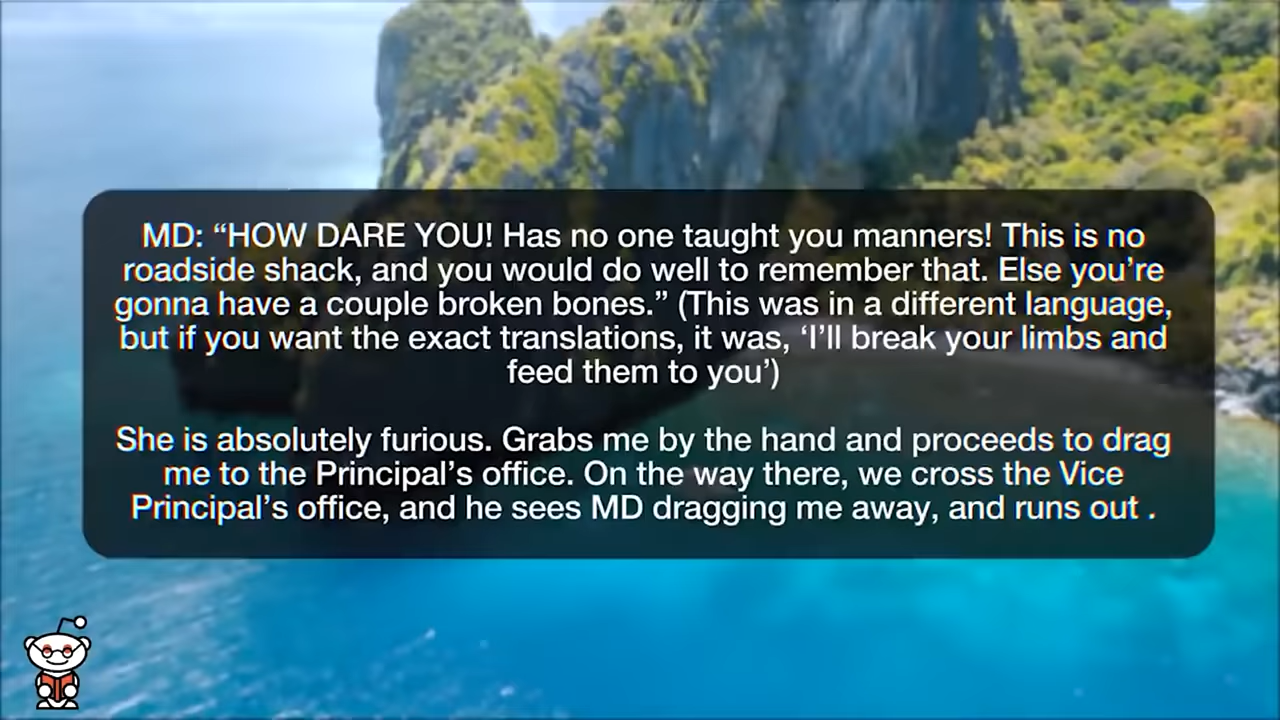 MD: “HOW DARE YOU! Has no one taught you manners! This is no
roadside shack, and you would do well to remember that. Else you’re
gonna have a couple broken bones.” (This was in a different language,
but if you want the exact translations, it was, ‘I’ll break your limbs and
feed them to you’)
She is absolutely furious. Grabs me by the hand and proceeds to drag
me to the Principal’s office. On the way there, we cross the Vice
Principal’s office, and he sees MD dragging me away, and runs out .